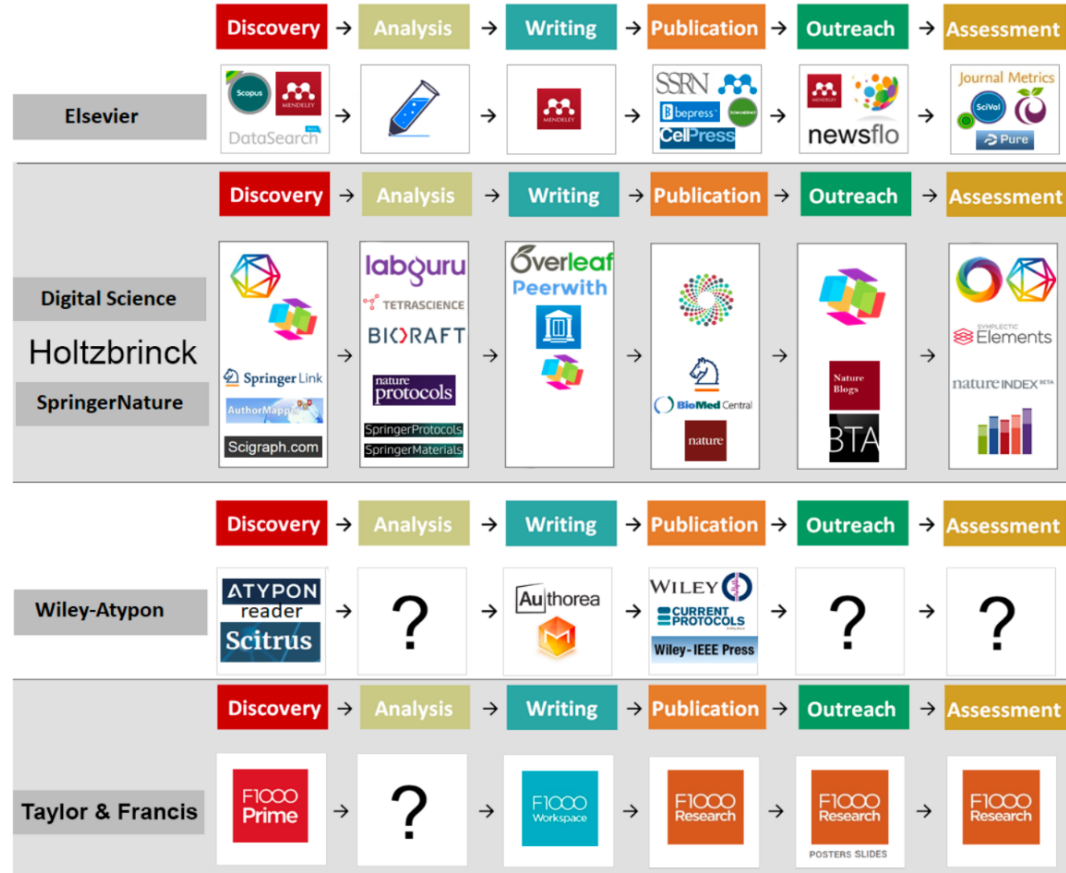 Discovery → Analysis → Writing → Publication → Outreach → Assessment
Elsevier
Scopus
MENDELEY
DataSearch
→
→
MENDELEY
→
SSRN
bepress
CellPress
→
MENDELEY
newsflo
→
Journal Metrics
SciVal
Pure
Discovery → Analysis → Writing → Publication → Outreach → Assessment
Digital Science
Holtzbrinck
SpringerNature
Springer Link
AuthorMapp
Scigraph.com
→
labguru
TETRASCIENCE
BIORAFT
nature
protocols
SpringerProtocols
SpringerMaterials
→
Overleaf
Peerwith
→
BioMed Central
nature
→
Nature
Blogs
BTA
→
SYMPLECTIC
Elements
nature INDEX BETA
Discovery → Analysis → Writing → Publication → Outreach → Assessment
Wiley-Atypon
ATYPON
reader
Scitrus
→
?
→
Authorea
M
→
WILEY
CURRENT
PROTOCOLS
Wiley-IEEE Press
→
?
→
?
Discovery → Analysis → Writing → Publication → Outreach → Assessment
Taylor & Francis
F1000
Prime
→
?
→
F1000
Workspace
→
F1000
Research
→
F1000
Research
POSTERS SLIDES
→
F1000
Research